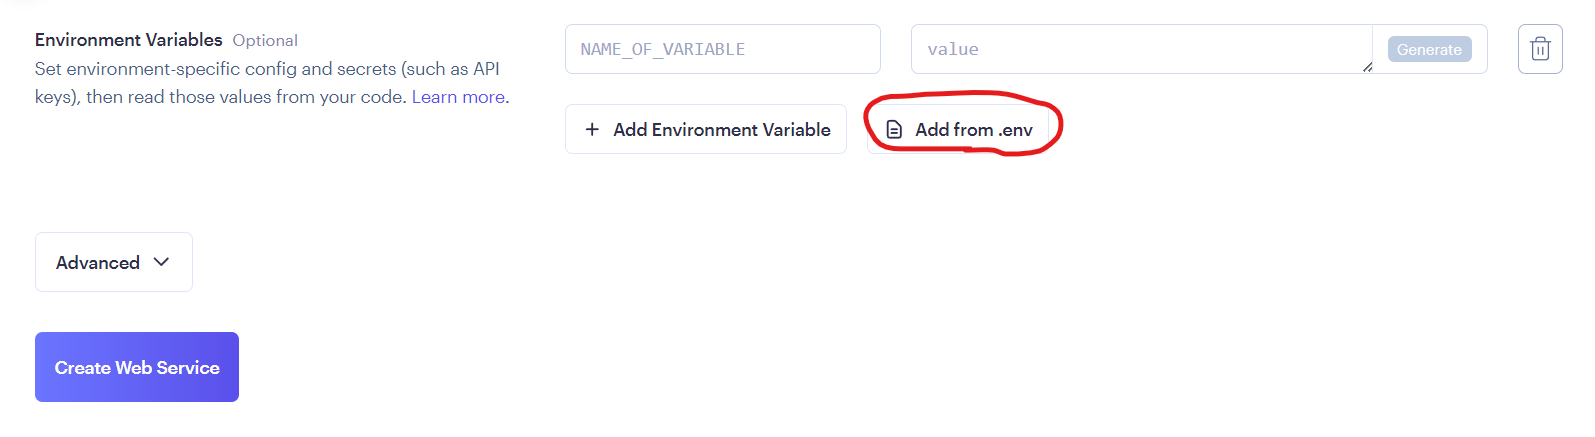 Environment Variables Optional
Set environment-specific config and secrets (such as API
keys), then read those values from your code. Learn more.
NAME_OF_VARIABLE
value
Generate
+ Add Environment Variable
Add from .env
Advanced
Create Web Service